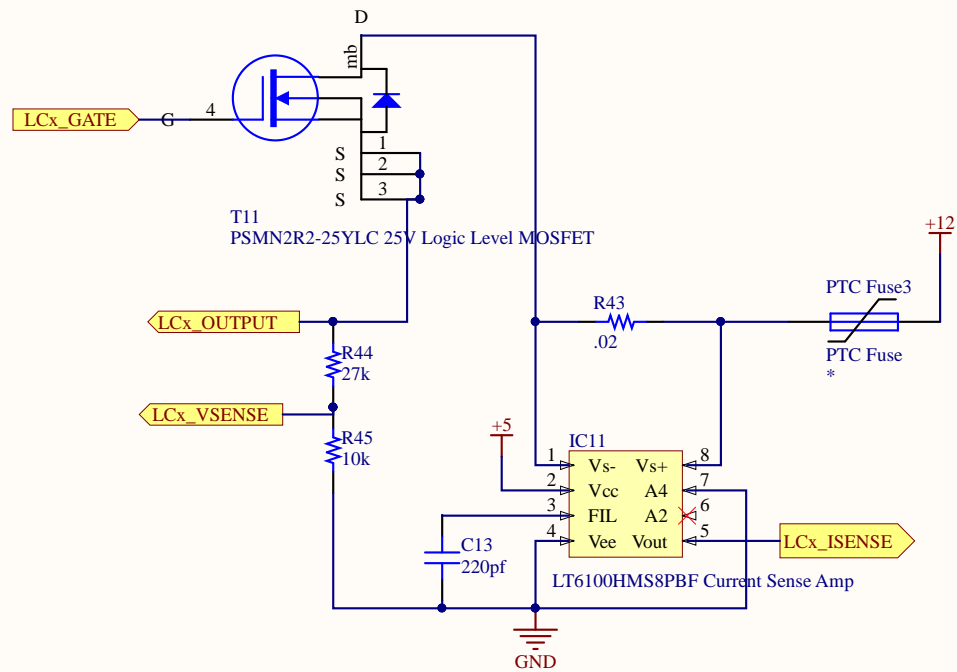 D
mb
LCx_GATE
G
4
S
1
S
2
S
3
T11
PSMN2R2-25YLC 25V Logic Level MOSFET
+12
PTC Fuse3
R43
.02
PTC Fuse
*
LCx_OUTPUT
R44
27k
LCx_VSENSE
R45
10k
+5
IC11
1
Vs-
Vs+
8
2
Vcc
A4
7
3
FIL
A2
6
4
Vee
Vout
5
LCx_ISENSE
C13
220pf
LT6100HMS8PBF Current Sense Amp
GND